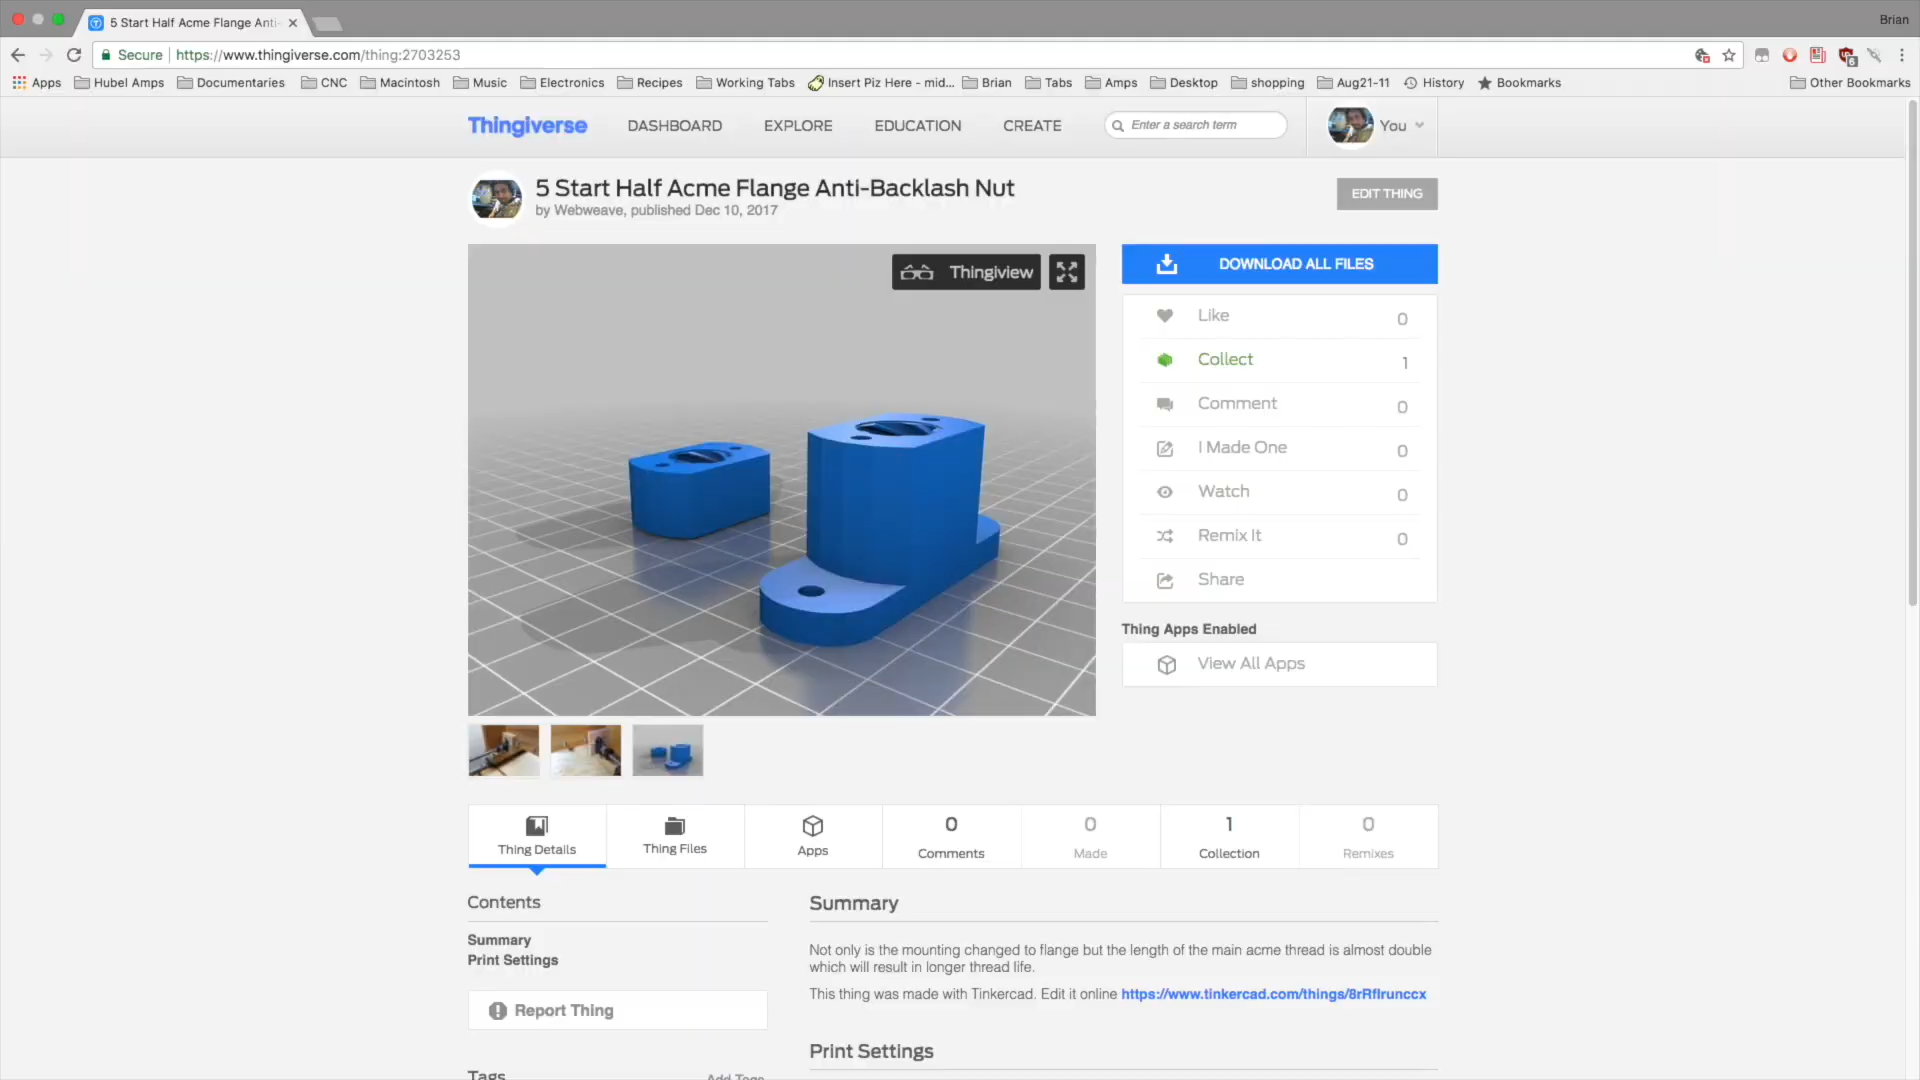 5 Start Half Acme Flange Anti-
Brian
Secure https://www.thingiverse.com/thing:2703253
Apps Hubel Amps Documentaries CNC Macintosh Music Electronics Recipes Working Tabs Insert Piz Here - mid... Brian Tabs Amps Desktop shopping Aug21-11 History Bookmarks Other Bookmarks
Thingiverse DASHBOARD EXPLORE EDUCATION CREATE Enter a search term You
5 Start Half Acme Flange Anti-Backlash Nut
by Webweave, published Dec 10, 2017
EDIT THING
Thingiview
DOWNLOAD ALL FILES
Like 0
Collect 1
Comment 0
I Made One 0
Watch 0
Remix It 0
Share
Thing Apps Enabled
View All Apps
Thing Details
Thing Files
Apps
0 Comments
0 Made
1 Collection
0 Remixes
Contents
Summary
Print Settings
Report Thing
Tags Add Tags
Summary
Not only is the mounting changed to flange but the length of the main acme thread is almost double
which will result in longer thread life.
This thing was made with Tinkercad. Edit it online https://www.tinkercad.com/things/8rRflrunccx
Print Settings